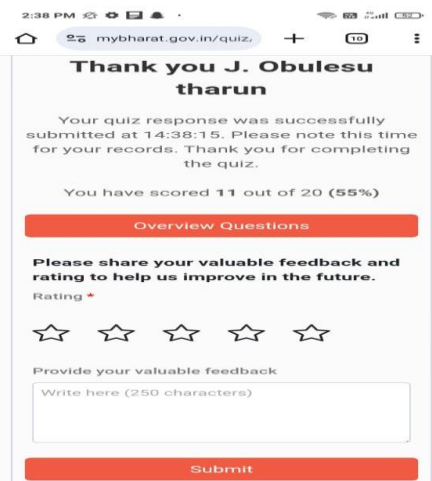 2:38 PM
mybharat.gov.in/quiz,
10
Thank you J. Obulesu
tharun
Your quiz response was successfully
submitted at 14:38:15. Please note this time
for your records. Thank you for completing
the quiz.
You have scored 11 out of 20 (55%)
Overview Questions
Please share your valuable feedback and
rating to help us improve in the future.
Rating *
Provide your valuable feedback
Write here (250 characters)
Submit